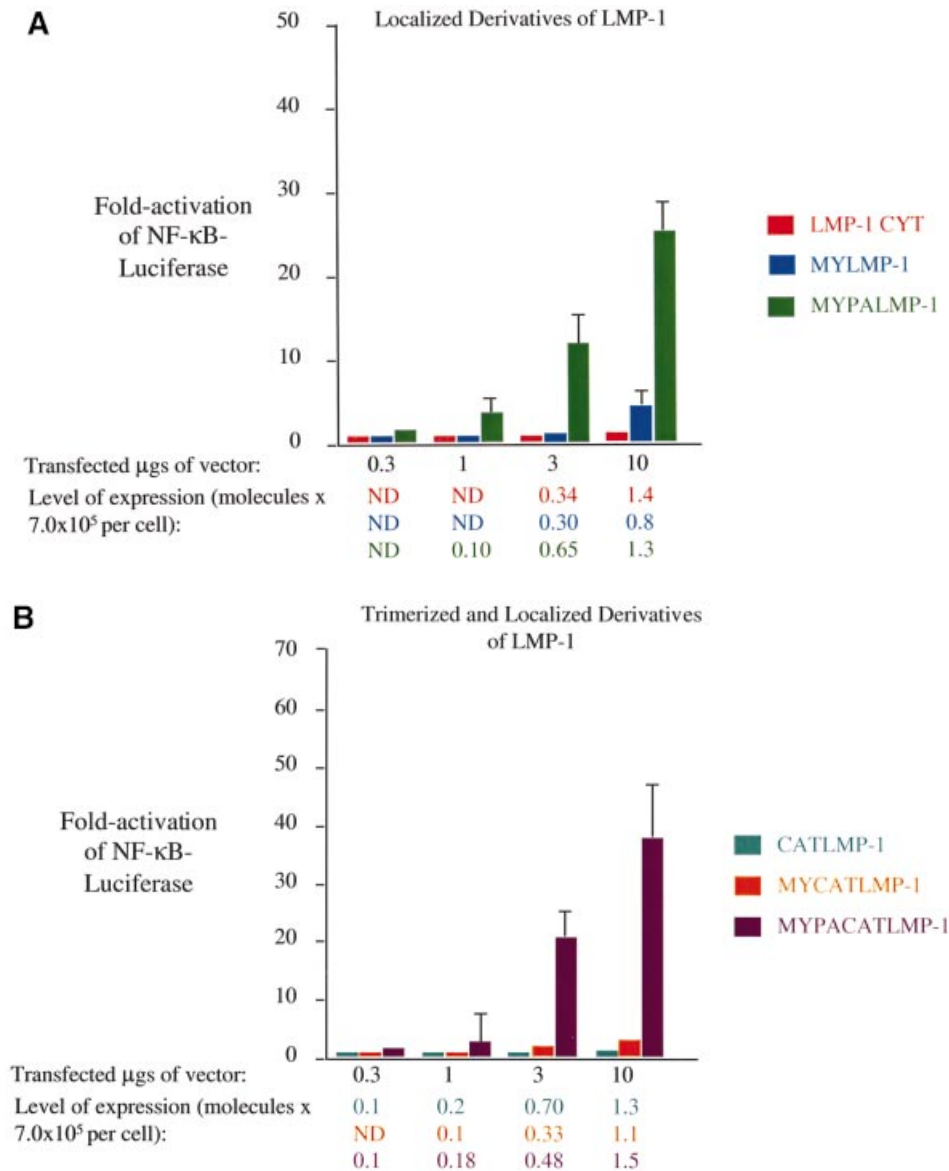 A
Localized Derivatives of LMP-1
50
40
30
20
10
0
Fold-activation
of NF-κB-
Luciferase
LMP-1 CYT
MYLMP-1
MYPALMP-1
Transfected μgs of vector: 0.3 1 3 10
Level of expression (molecules x ND ND 0.34 1.4
7.0x10⁵ per cell): ND ND 0.30 0.8
ND 0.10 0.65 1.3
B
Trimerized and Localized Derivatives
of LMP-1
70
60
50
40
30
20
10
0
Fold-activation
of NF-κB-
Luciferase
CATLMP-1
MYCATLMP-1
MYPACATLMP-1
Transfected μgs of vector: 0.3 1 3 10
Level of expression (molecules x 0.1 0.2 0.70 1.3
7.0x10⁵ per cell): ND 0.1 0.33 1.1
0.1 0.18 0.48 1.5